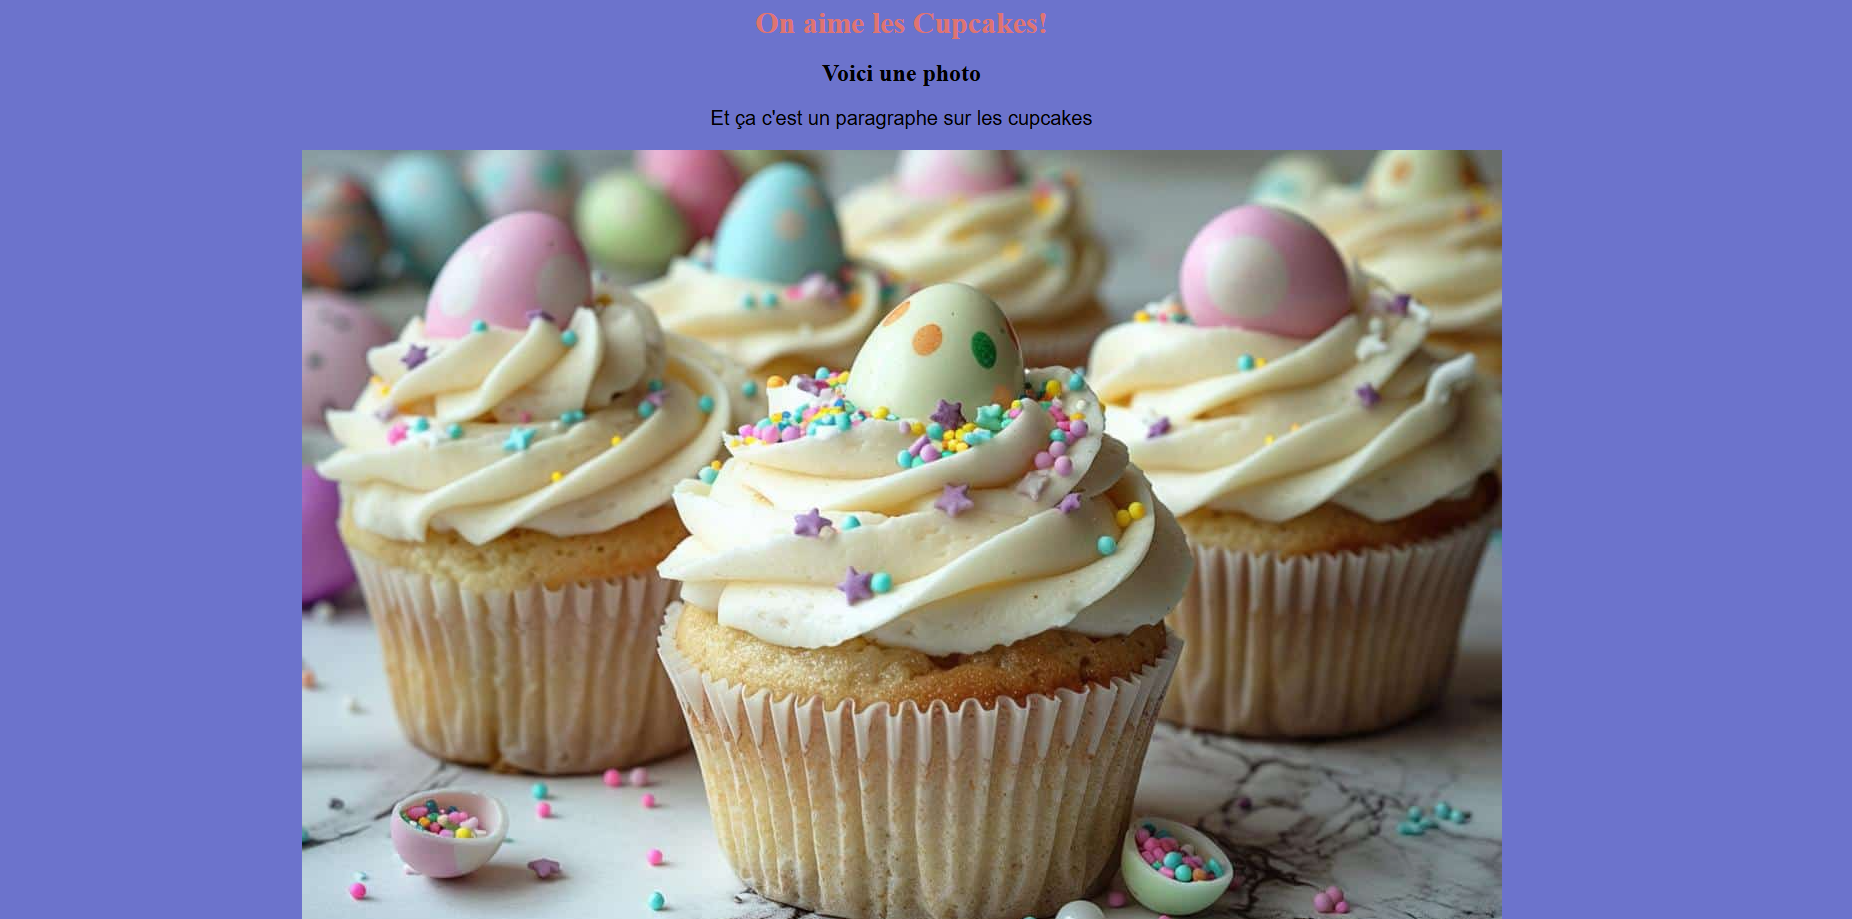 On aime les Cupcakes!
Voici une photo
Et ça c'est un paragraphe sur les cupcakes